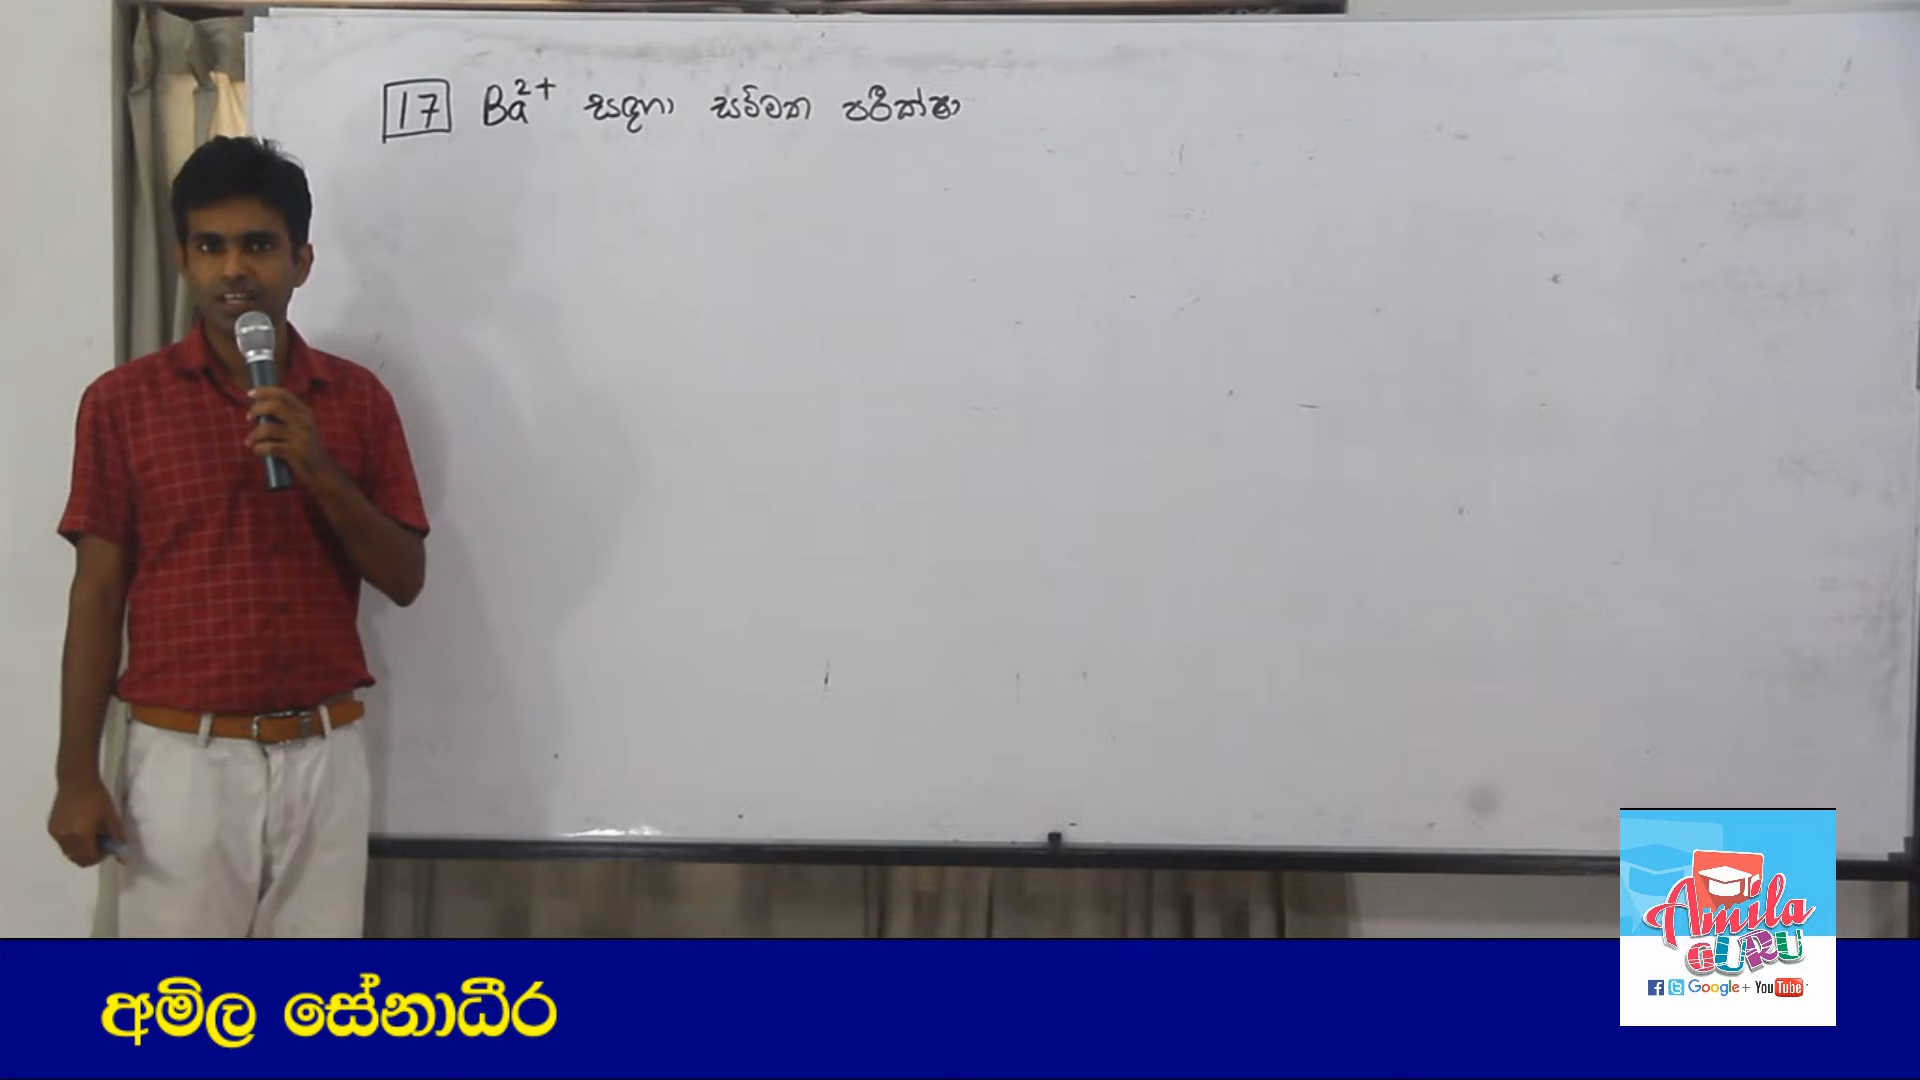 17 Ba²⁺ සඳහා සම්මත පරීක්ෂා
Amila
GURU
Google+ YouTube
අමිල සේනාධීර